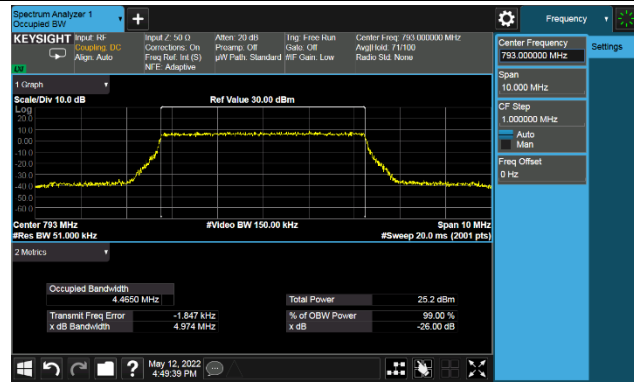 Spectrum Analyzer 1
Occupied BW
+
Frequency
KEYSIGHT
Input: RF
Coupling: DC
Align: Auto
Input Z: 50 Ω
Corrections: On
Freq Ref: Int (S)
NFE: Adaptive
Atten: 20 dB
Preamp: Off
µW Path: Standard
Trig: Free Run
Gate: Off
#IF Gain: Low
Center Freq: 793.000000 MHz
Avg|Hold: 71/100
Radio Std: None
Center Frequency
793.000000 MHz
Settings
Span
10.000 MHz
CF Step
1.000000 MHz
Auto
Man
Freq Offset
0 Hz
1 Graph
Scale/Div 10.0 dB
Ref Value 30.00 dBm
Log
20.0
10.0
0.00
-10.0
-20.0
-30.0
-40.0
-50.0
-60.0
Center 793 MHz
#Video BW 150.00 kHz
Span 10 MHz
#Res BW 51.000 kHz
#Sweep 20.0 ms (2001 pts)
2 Metrics
Occupied Bandwidth
4.4650 MHz
Total Power 25.2 dBm
Transmit Freq Error -1.847 kHz
% of OBW Power 99.00 %
x dB Bandwidth 4.974 MHz
x dB -26.00 dB
?
May 12, 2022
4:49:39 PM